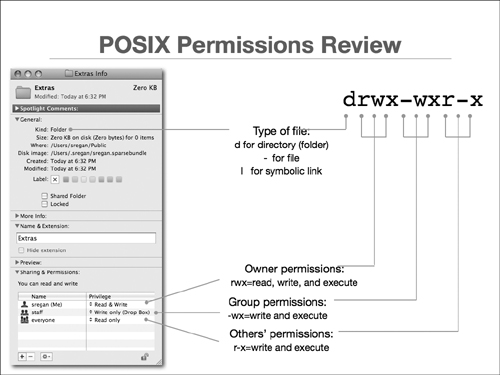 POSIX Permissions Review
Extras Info
Extras Zero KB
Modified: Today at 6:32 PM
Spotlight Comments:
General:
Kind: Folder
Size: Zero KB on disk (Zero bytes) for 0 items
Where: /Users/sregan/Public
Disk image: /Users/.sregan/sregan.sparsebundle
Created: Today at 6:32 PM
Modified: Today at 6:32 PM
Label:
Shared Folder
Locked
More Info:
Name & Extension:
Extras
Hide extension
Preview:
Sharing & Permissions:
You can read and write
Name Privilege
sregan (Me) Read & Write
staff Write only (Drop Box)
everyone Read only
drwx-wxr-x
Type of file:
d for directory (folder)
- for file
l for symbolic link
Owner permissions:
rwx=read, write, and execute
Group permissions:
-wx=write and execute
Others' permissions:
r-x=write and execute